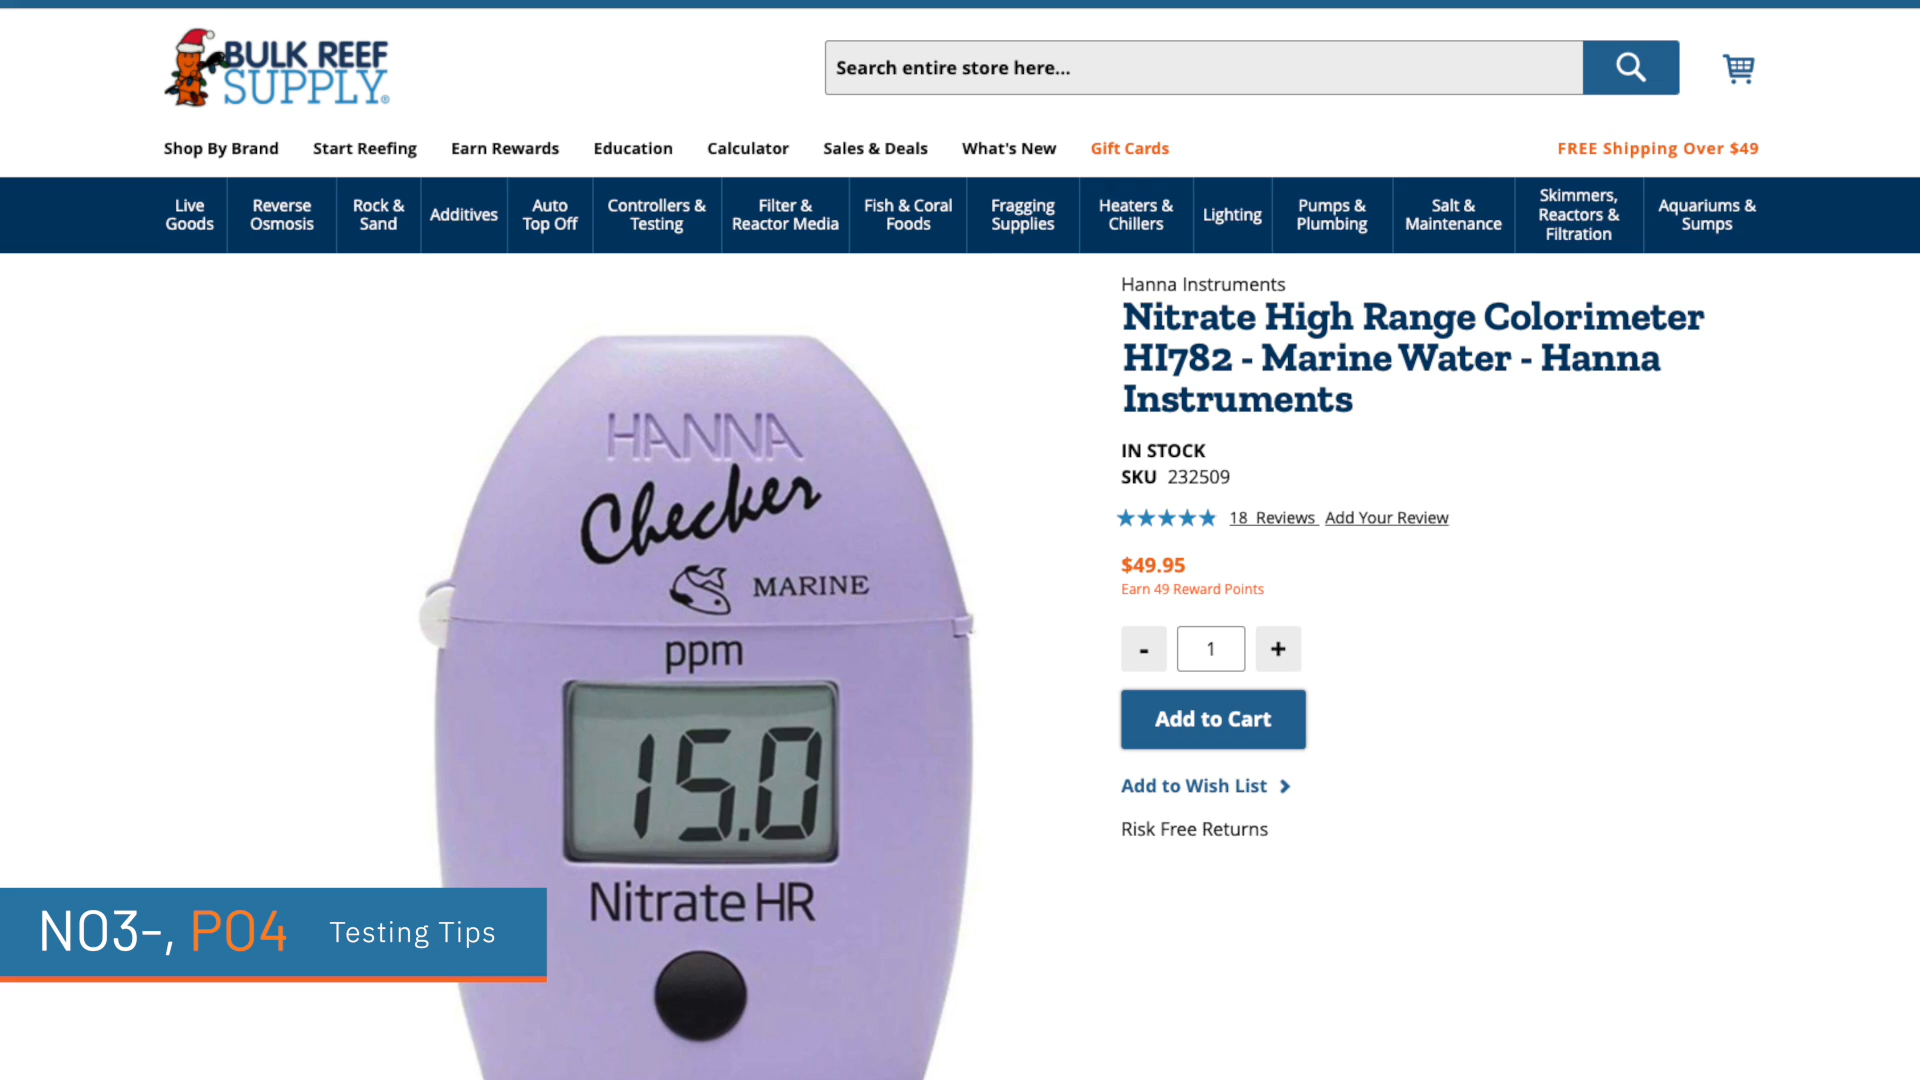 BULK REEF
SUPPLY®
Search entire store here...
Shop By Brand
Start Reefing
Earn Rewards
Education
Calculator
Sales & Deals
What's New
Gift Cards
FREE Shipping Over $49
Live
Goods
Reverse
Osmosis
Rock &
Sand
Additives
Auto
Top Off
Controllers &
Testing
Filter &
Reactor Media
Fish & Coral
Foods
Fragging
Supplies
Heaters &
Chillers
Lighting
Pumps &
Plumbing
Salt &
Maintenance
Skimmers,
Reactors &
Filtration
Aquariums &
Sumps
Hanna Instruments
Nitrate High Range Colorimeter
HI782 - Marine Water - Hanna
Instruments
IN STOCK
SKU 232509
18 Reviews Add Your Review
$49.95
Earn 49 Reward Points
- 1 +
Add to Cart
Add to Wish List
Risk Free Returns
HANNA
Checker
MARINE
ppm
15.0
Nitrate HR
NO3-, PO4 Testing Tips